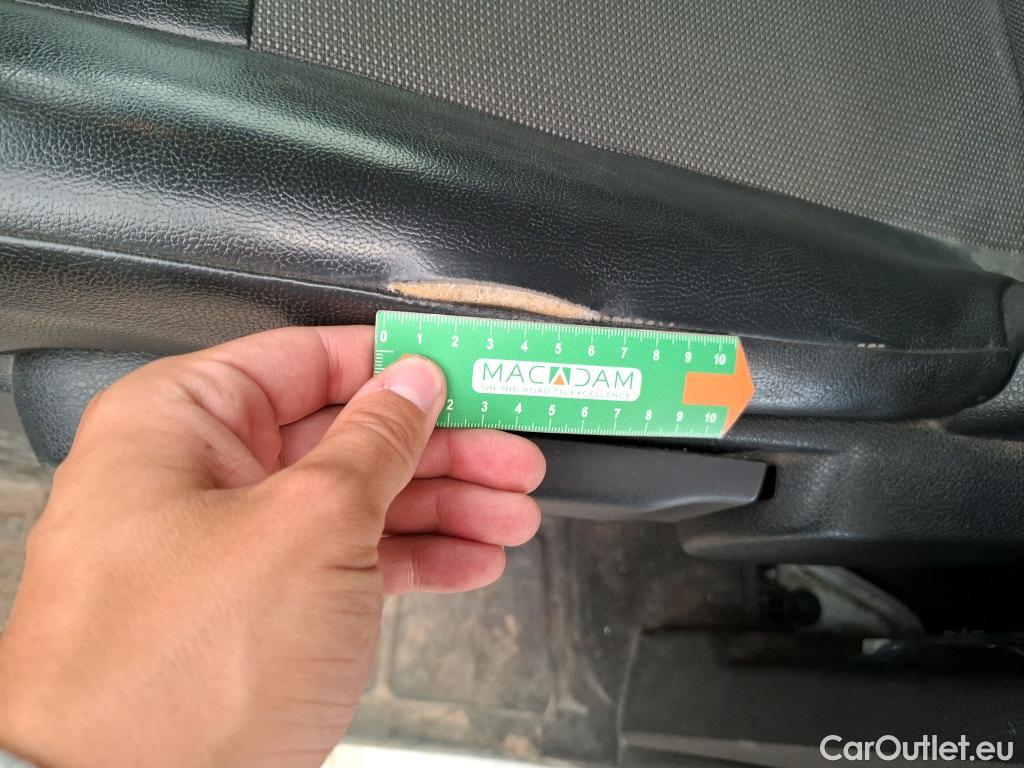 0 1 2 3 4 5 6 7 8 9 10
MACADAM
ON THE ROAD TO EXCELLENCE
2 3 4 5 6 7 8 9 10
CarOutlet.eu